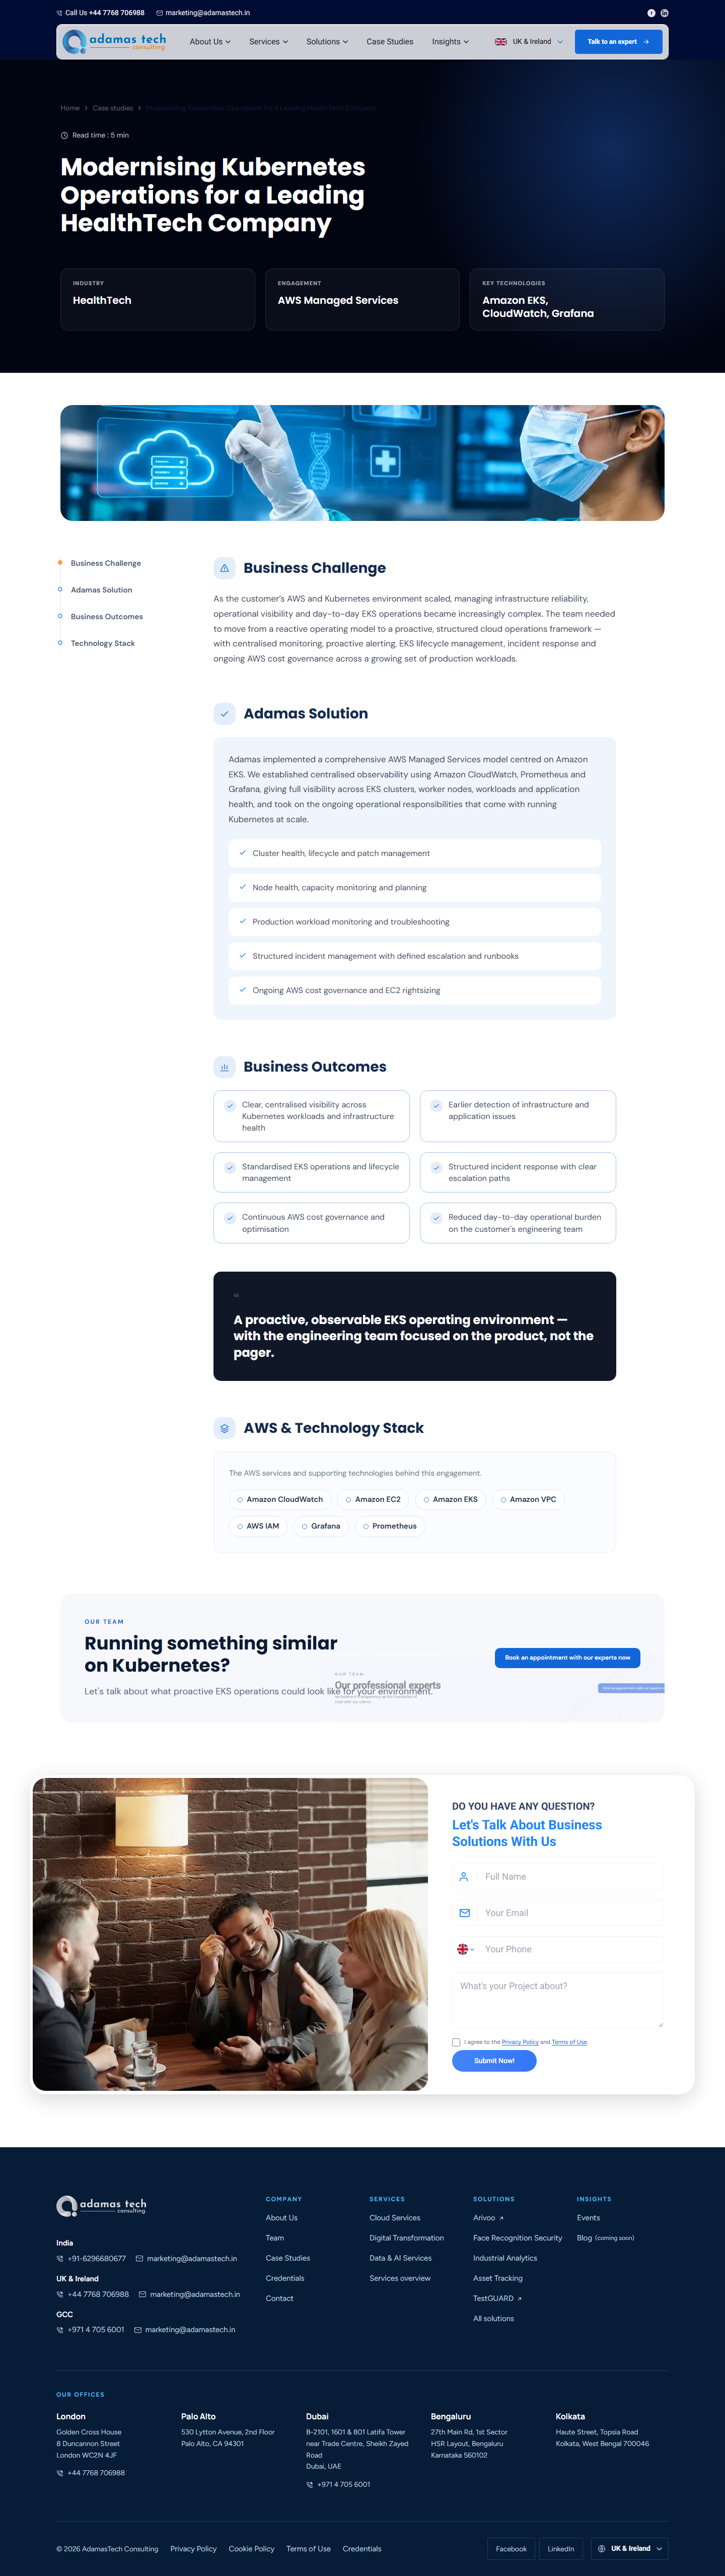 Call Us +44 7768 706988 marketing@adamastech.in
adamas tech
consulting
About Us Services Solutions Case Studies Insights UK & Ireland Talk to an expert
Home > Case studies > Modernising Kubernetes Operations for a Leading HealthTech Company
Read time : 5 min
Modernising Kubernetes
Operations for a Leading
HealthTech Company
INDUSTRY
HealthTech
ENGAGEMENT
AWS Managed Services
KEY TECHNOLOGIES
Amazon EKS,
CloudWatch, Grafana
Business Challenge
Adamas Solution
Business Outcomes
Technology Stack
Business Challenge
As the customer's AWS and Kubernetes environment scaled, managing infrastructure reliability,
operational visibility and day-to-day EKS operations became increasingly complex. The team needed
to move from a reactive operating model to a proactive, structured cloud operations framework —
with centralised monitoring, proactive alerting, EKS lifecycle management, incident response and
ongoing AWS cost governance across a growing set of production workloads.
Adamas Solution
Adamas implemented a comprehensive AWS Managed Services model centred on Amazon
EKS. We established centralised observability using Amazon CloudWatch, Prometheus and
Grafana, giving full visibility across EKS clusters, worker nodes, workloads and application
health, and took on the ongoing operational responsibilities that come with running
Kubernetes at scale.
Cluster health, lifecycle and patch management
Node health, capacity monitoring and planning
Production workload monitoring and troubleshooting
Structured incident management with defined escalation and runbooks
Ongoing AWS cost governance and EC2 rightsizing
Business Outcomes
Clear, centralised visibility across
Kubernetes workloads and infrastructure
health
Earlier detection of infrastructure and
application issues
Standardised EKS operations and lifecycle
management
Structured incident response with clear
escalation paths
Continuous AWS cost governance and
optimisation
Reduced day-to-day operational burden
on the customer's engineering team
“
A proactive, observable EKS operating environment —
with the engineering team focused on the product, not the
pager.
AWS & Technology Stack
The AWS services and supporting technologies behind this engagement.
Amazon CloudWatch Amazon EC2 Amazon EKS Amazon VPC
AWS IAM Grafana Prometheus
OUR TEAM
Running something similar
on Kubernetes?
Let's talk about what proactive EKS operations could look like for your environment.
Book an appointment with our experts now
OUR TEAM
Our professional experts
DO YOU HAVE ANY QUESTION?
Let's Talk About Business
Solutions With Us
Full Name
Your Email
Your Phone
What's your Project about?
I agree to the Privacy Policy and Terms of Use
Submit Now!
adamas tech
consulting
India
+91-6296680677 marketing@adamastech.in
UK & Ireland
+44 7768 706988 marketing@adamastech.in
GCC
+971 4 705 6001 marketing@adamastech.in
COMPANY
About Us
Team
Case Studies
Credentials
Contact
SERVICES
Cloud Services
Digital Transformation
Data & AI Services
Services overview
SOLUTIONS
Arivoo ↗
Face Recognition Security
Industrial Analytics
Asset Tracking
TestGUARD ↗
All solutions
INSIGHTS
Events
Blog (coming soon)
OUR OFFICES
London
Golden Cross House
8 Duncannon Street
London WC2N 4JF
+44 7768 706988
Palo Alto
530 Lytton Avenue, 2nd Floor
Palo Alto, CA 94301
Dubai
B-2101, 1601 & 801 Latifa Tower
near Trade Centre, Sheikh Zayed
Road
Dubai, UAE
+971 4 705 6001
Bengaluru
27th Main Rd, 1st Sector
HSR Layout, Bengaluru
Karnataka 560102
Kolkata
Haute Street, Topsia Road
Kolkata, West Bengal 700046
© 2026 AdamasTech Consulting Privacy Policy Cookie Policy Terms of Use Credentials
Facebook LinkedIn UK & Ireland